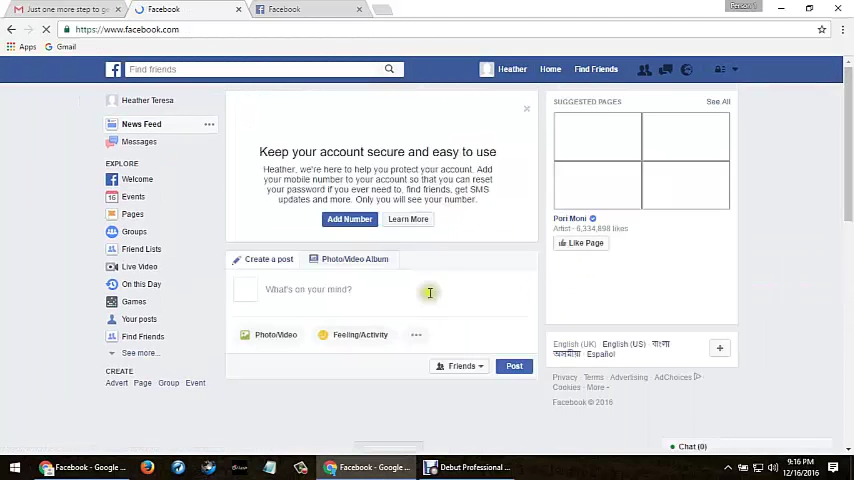 Person 1
Just one more step to ge
Facebook
Facebook
https://www.facebook.com
Apps
Gmail
Find friends
Heather
Home
Find Friends
Heather Teresa
News Feed
Messages
EXPLORE
Welcome
16
Events
Pages
Groups
Friend Lists
Live Video
On this Day
Games
Your posts
Find Friends
See more...
CREATE
Advert Page Group Event
Keep your account secure and easy to use
Heather, we're here to help you protect your account. Add
your mobile number to your account so that you can reset
your password if you ever need to, find friends, get SMS
updates and more. Only you will see your number.
Add Number
Learn More
Create a post
Photo/Video Album
What's on your mind?
Photo/Video
Feeling/Activity
Friends
Post
SUGGESTED PAGES
See All
Pori Moni
Artist · 6,334,898 likes
Like Page
English (UK) · English (US) · বাংলা
অসমীয়া · Español
Privacy · Terms · Advertising · AdChoices
Cookies · More
Facebook © 2016
Chat (0)
Facebook - Google ...
Facebook - Google ...
Debut Professional ...
9:16 PM
12/16/2016